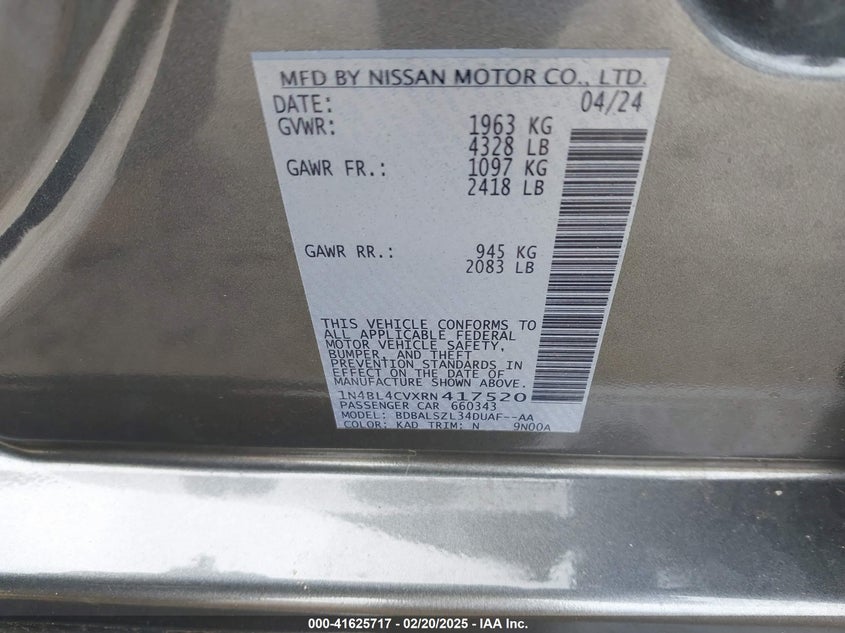 MFD BY NISSAN MOTOR CO., LTD.
DATE: 04/24
GVWR: 1963 KG
4328 LB
GAWR FR.: 1097 KG
2418 LB
GAWR RR.: 945 KG
2083 LB
THIS VEHICLE CONFORMS TO
ALL APPLICABLE FEDERAL
MOTOR VEHICLE SAFETY,
BUMPER, AND THEFT
PREVENTION STANDARDS IN
EFFECT ON THE DATE OF
MANUFACTURE SHOWN ABOVE.
1N4BL4CVXRN417520
PASSENGER CAR 660343
MODEL: BDBALSZL34DUAF--AA
COLOR: KAD TRIM: N 9N00A
000-41625717 - 02/20/2025 - IAA Inc.